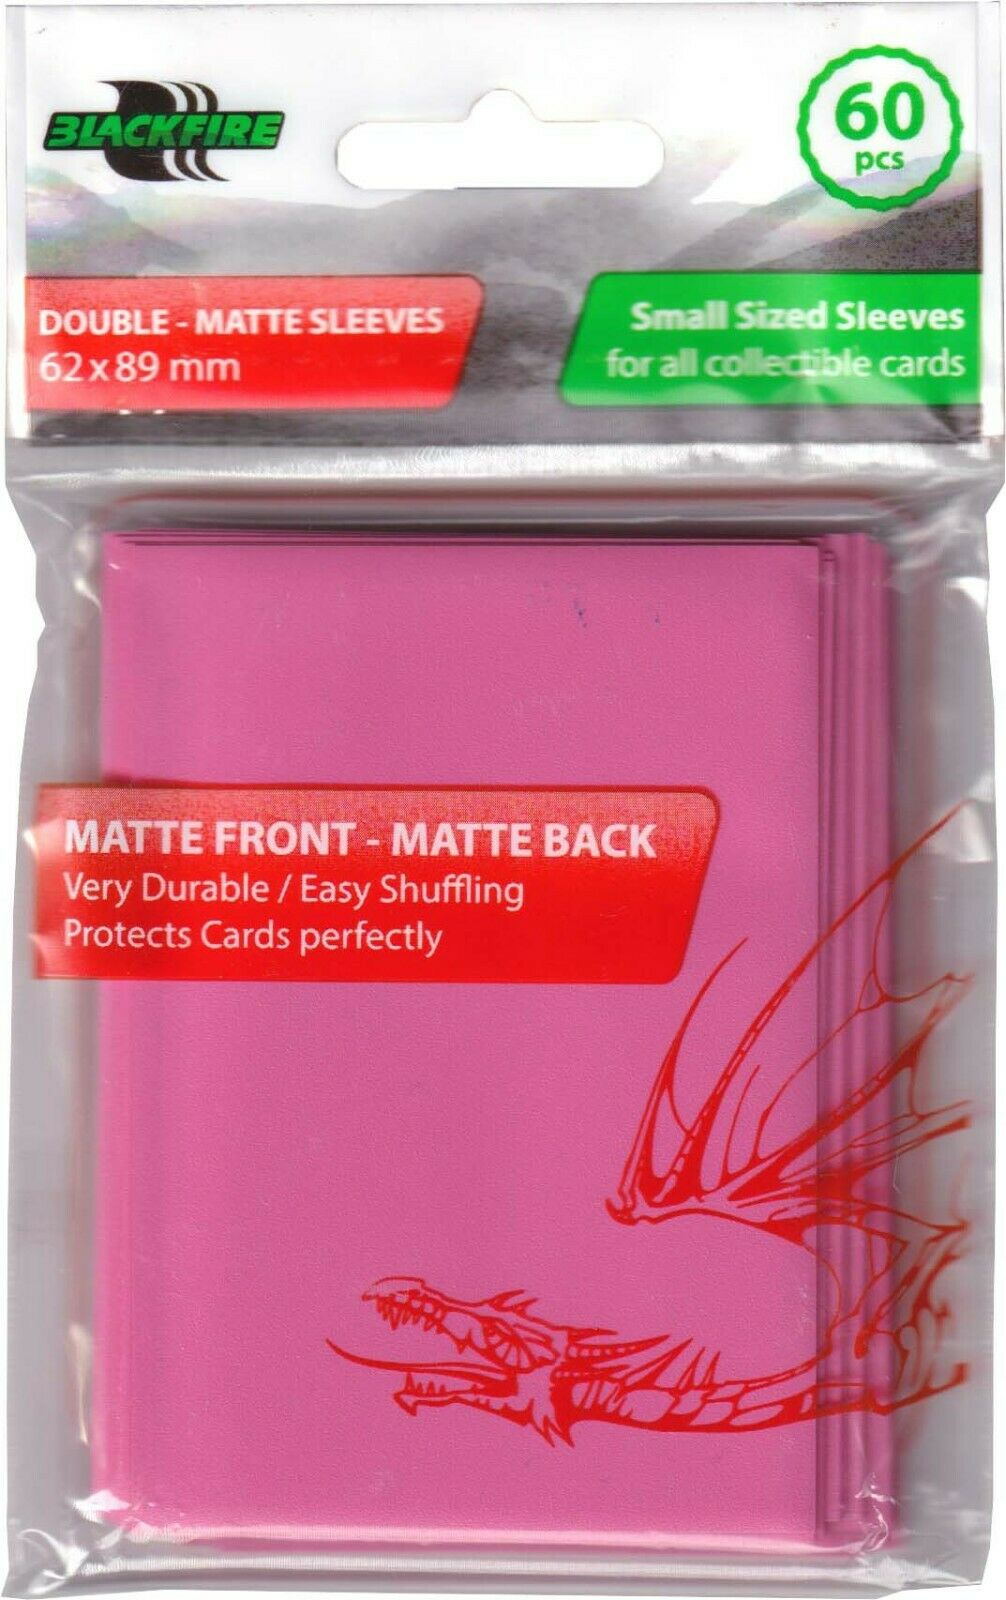 BLACKFIRE
60
pcs
DOUBLE - MATTE SLEEVES
62 x 89 mm
Small Sized Sleeves
for all collectible cards
MATTE FRONT - MATTE BACK
Very Durable / Easy Shuffling
Protects Cards perfectly